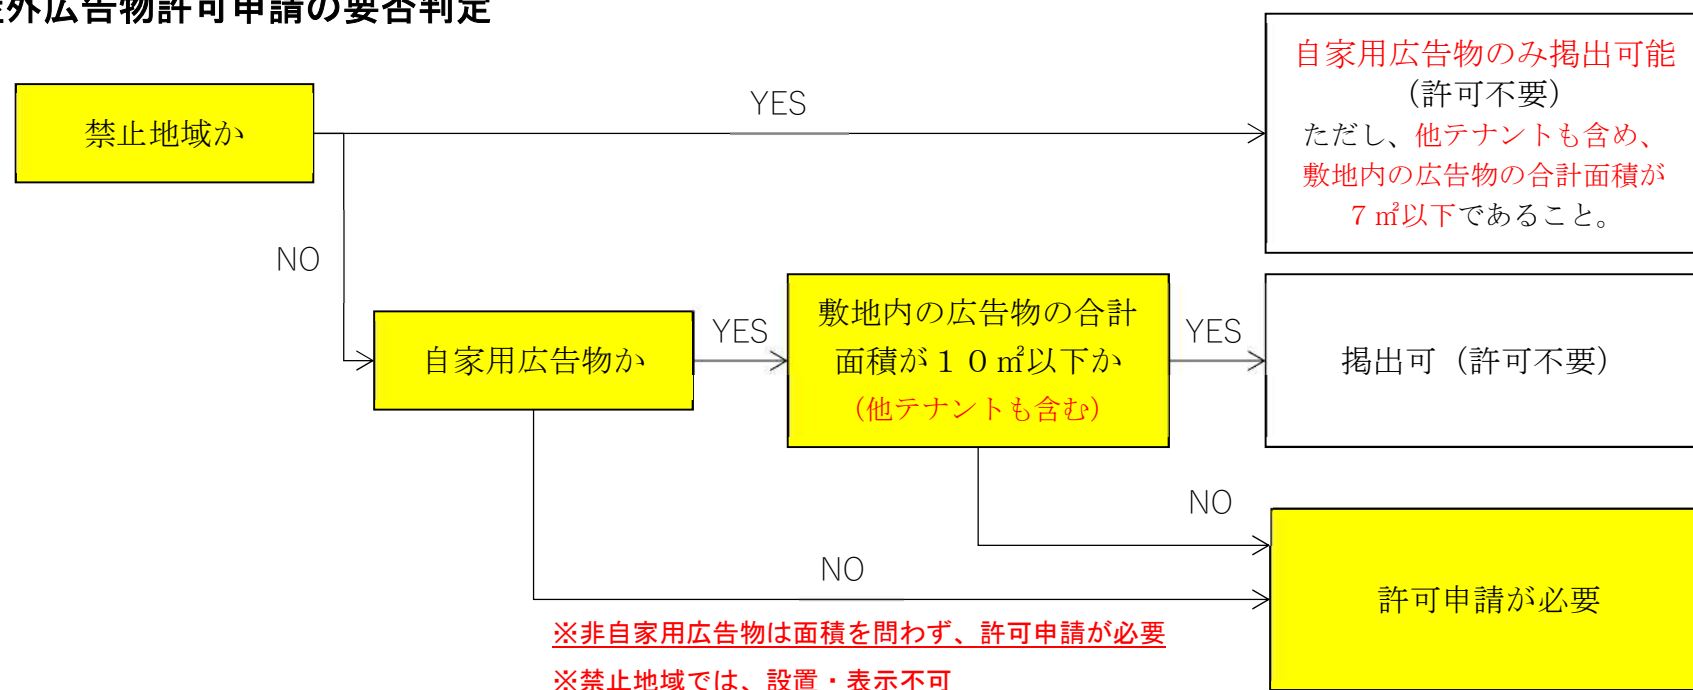 外広告物許可申請の要否判定
自家用広告物のみ掲出可能
（許可不要）
ただし、他テナントも含め、
敷地内の広告物の合計面積が
７㎡以下であること。
禁止地域か
YES
NO
自家用広告物か
YES
敷地内の広告物の合計
面積が１０㎡以下か
（他テナントも含む）
YES
掲出可（許可不要）
NO
NO
許可申請が必要
※非自家用広告物は面積を問わず、許可申請が必要
※禁止地域では、設置・表示不可